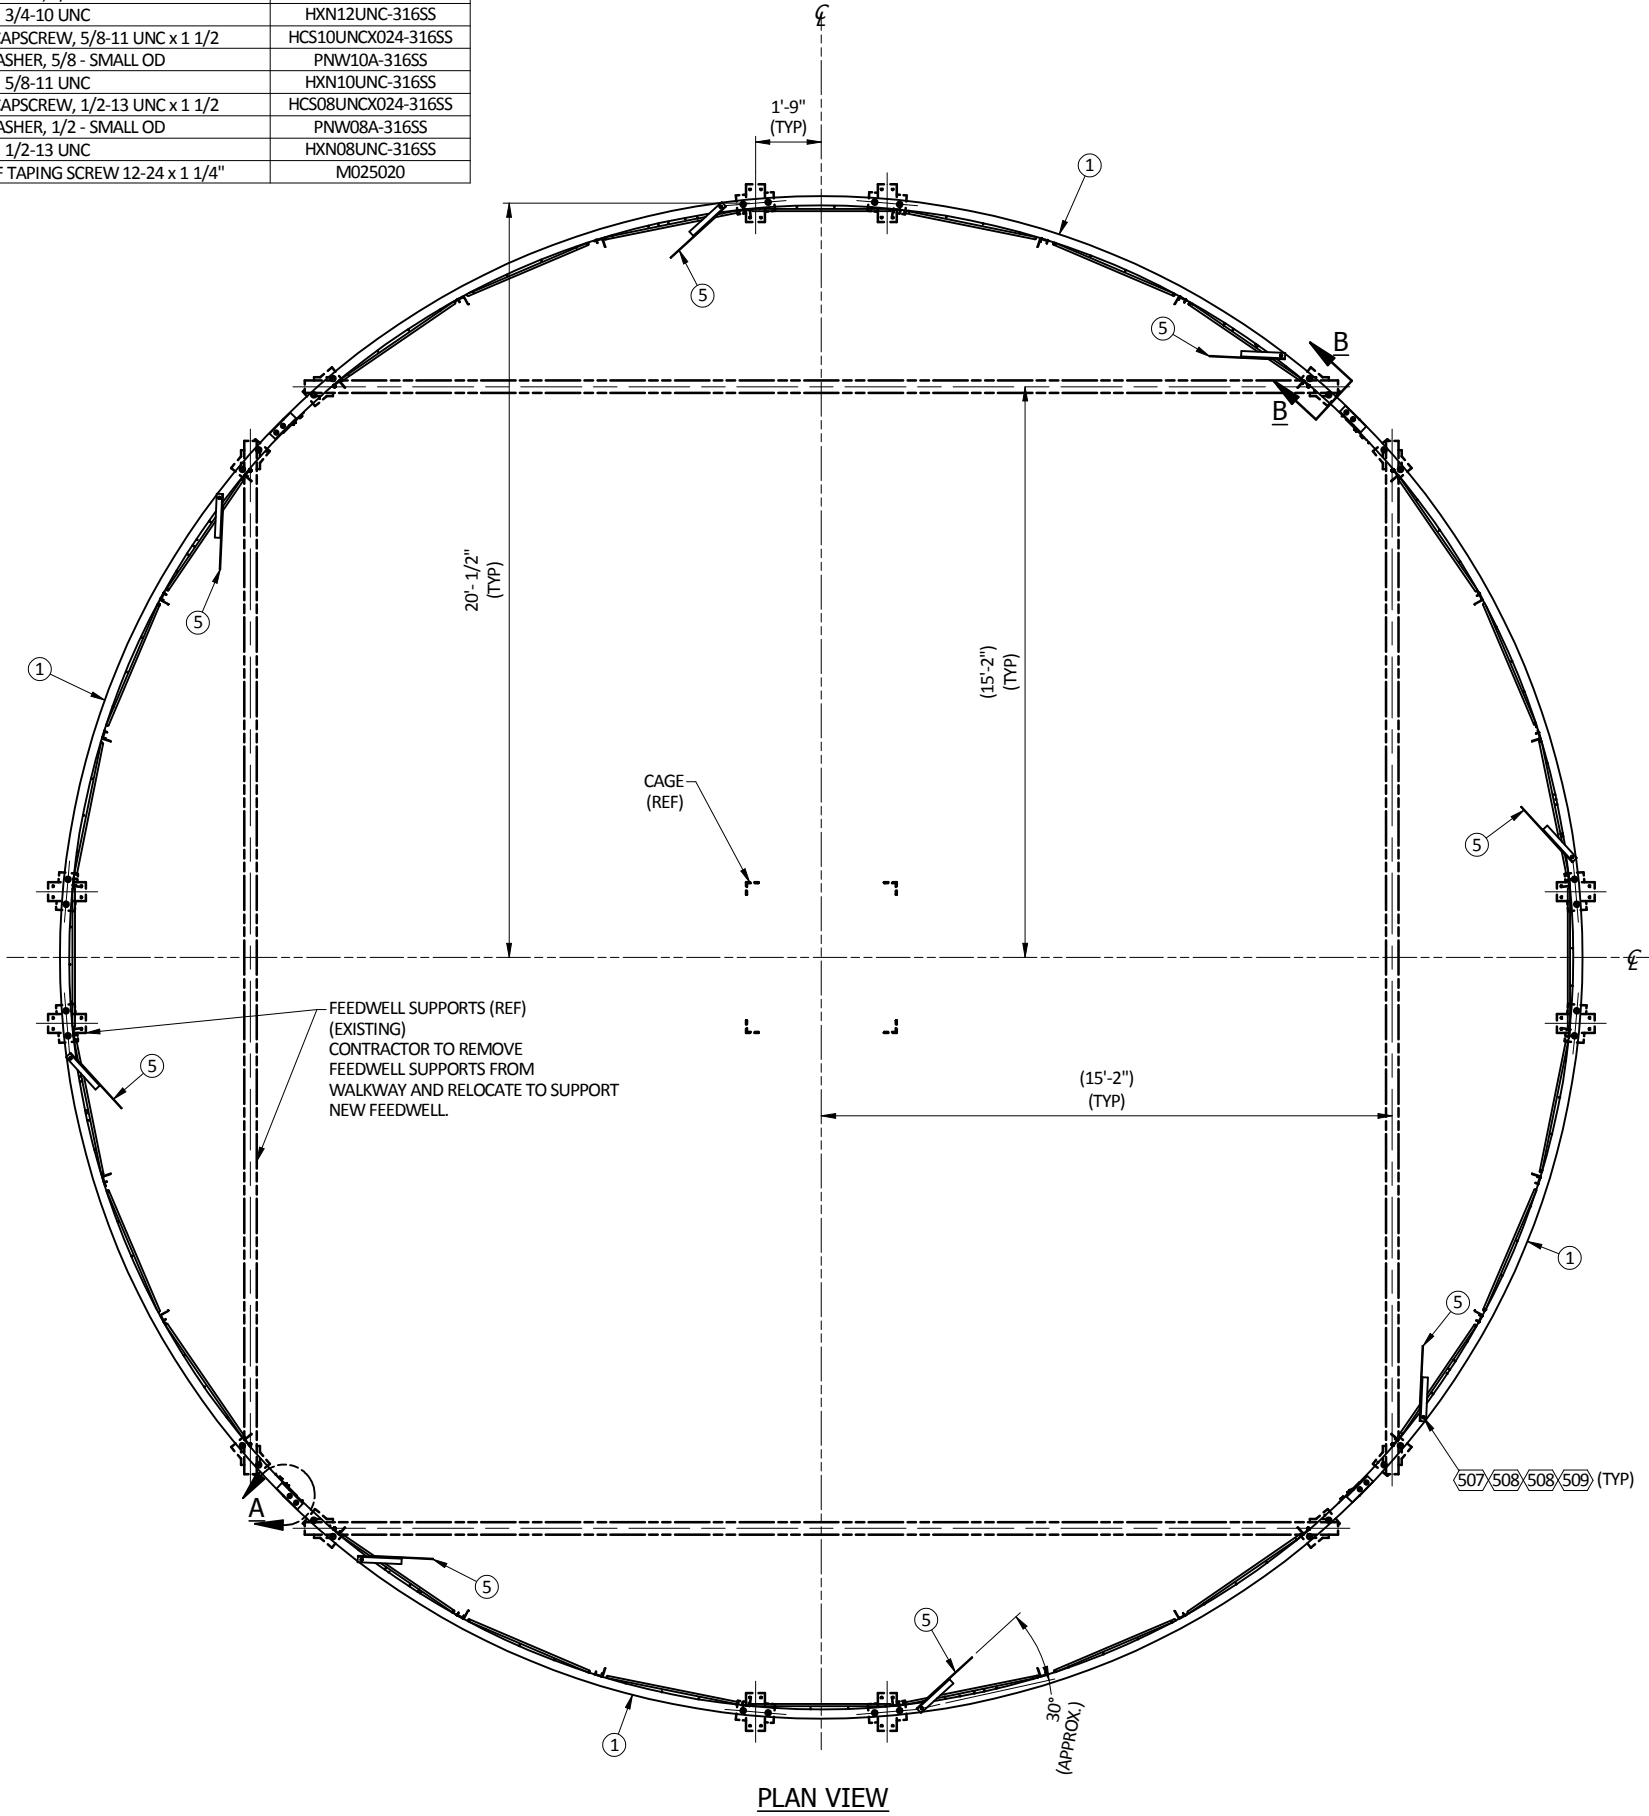 3/4-10 UNC HXN12UNC-316SS
CAPSCREW, 5/8-11 UNC x 1 1/2 HCS10UNCX024-316SS
ASHER, 5/8 - SMALL OD PNW10A-316SS
5/8-11 UNC HXN10UNC-316SS
CAPSCREW, 1/2-13 UNC x 1 1/2 HCS08UNCX024-316SS
ASHER, 1/2 - SMALL OD PNW08A-316SS
1/2-13 UNC HXN08UNC-316SS
F TAPING SCREW 12-24 x 1 1/4" M025020
℄
1'-9"
(TYP)
1
5
5
B
B
20'- 1/2"
(TYP)
5
(15'-2")
(TYP)
1
CAGE
(REF)
5
℄
FEEDWELL SUPPORTS (REF)
(EXISTING)
CONTRACTOR TO REMOVE
FEEDWELL SUPPORTS FROM
WALKWAY AND RELOCATE TO SUPPORT
NEW FEEDWELL.
5
(15'-2")
(TYP)
1
5
507 508 508 509 (TYP)
A
5
5
30°
(APPROX.)
1
PLAN VIEW